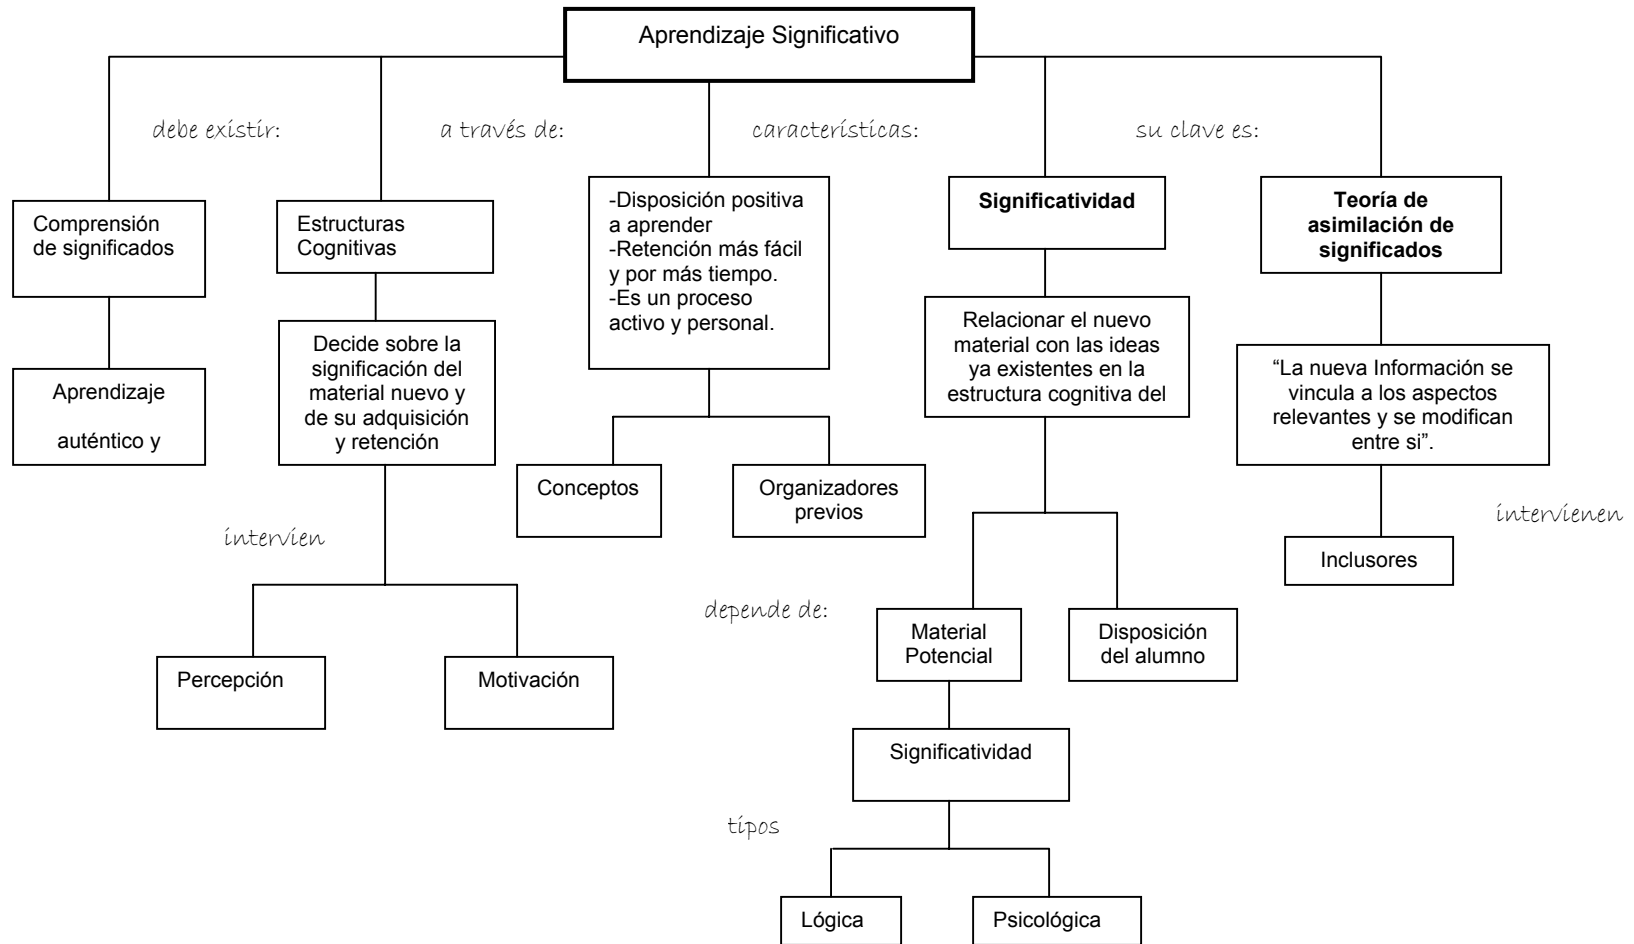 Aprendizaje Significativo
debe existir:
a través de:
características:
su clave es:
Comprensión
de significados
Aprendizaje
auténtico y
Estructuras
Cognitivas
Decide sobre la
significación del
material nuevo y
de su adquisición
y retención
intervien
Percepción
Motivación
-Disposición positiva
a aprender
-Retención más fácil
y por más tiempo.
-Es un proceso
activo y personal.
Conceptos
Organizadores
previos
Significatividad
Relacionar el nuevo
material con las ideas
ya existentes en la
estructura cognitiva del
depende de:
Material
Potencial
Disposición
del alumno
Significatividad
tipos
Lógica
Psicológica
Teoría de
asimilación de
significados
“La nueva Información se
vincula a los aspectos
relevantes y se modifican
entre si”.
intervienen
Inclusores